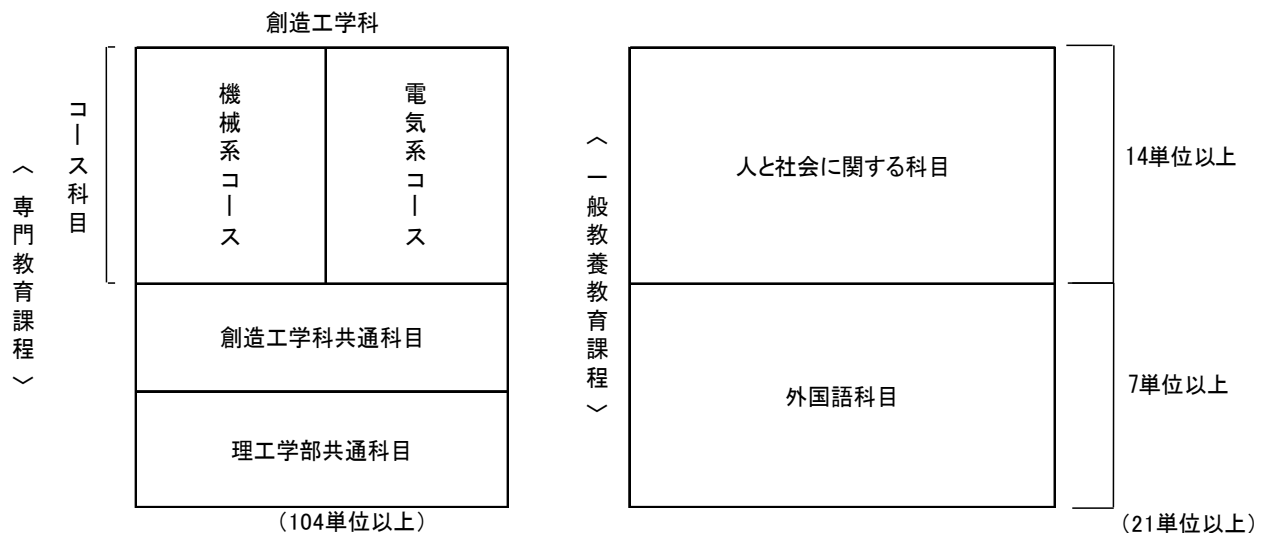 創造工学科
〈専門教育課程〉
コース科目
機械系コース
電気系コース
創造工学科共通科目
理工学部共通科目
(104単位以上)
〈一般教養教育課程〉
人と社会に関する科目
外国語科目
14単位以上
7単位以上
(21単位以上)